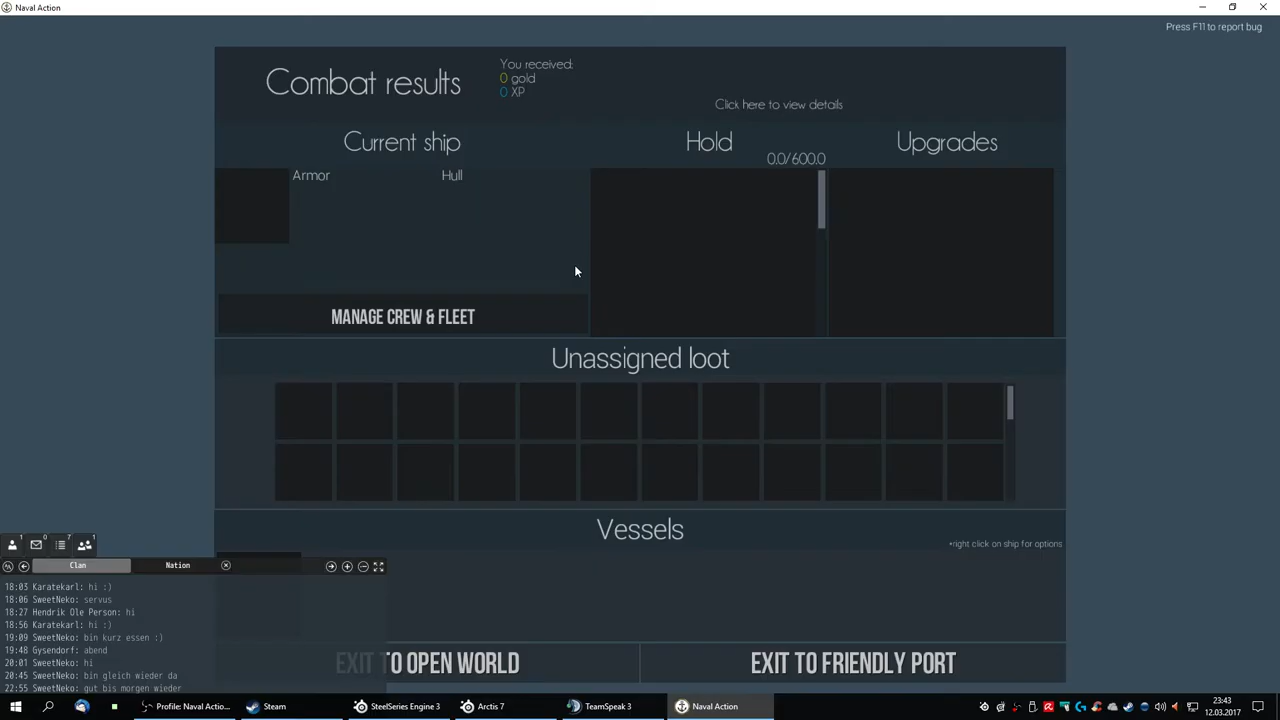 Naval Action
Press F11 to report bug
Combat results
You received:
0 gold
0 XP
Click here to view details
Current ship
Hold
Upgrades
0.0/600.0
Armor
Hull
MANAGE CREW & FLEET
Unassigned loot
Vessels
*right click on ship for options
1
0
7
1
Clan
Nation
18:03 Karatekarl: hi :)
18:06 SweetNeko: servus
18:27 Hendrik Ole Person: hi
18:56 Karatekarl: hi :)
19:09 SweetNeko: bin kurz essen :)
19:48 Gysendorf: abend
20:01 SweetNeko: hi
20:45 SweetNeko: bin gleich wieder da
22:55 SweetNeko: gut bis morgen wieder
EXIT TO OPEN WORLD
EXIT TO FRIENDLY PORT
Profile: Naval Actio...
Steam
SteelSeries Engine 3
Arctis 7
TeamSpeak 3
Naval Action
23:43
12.03.2017